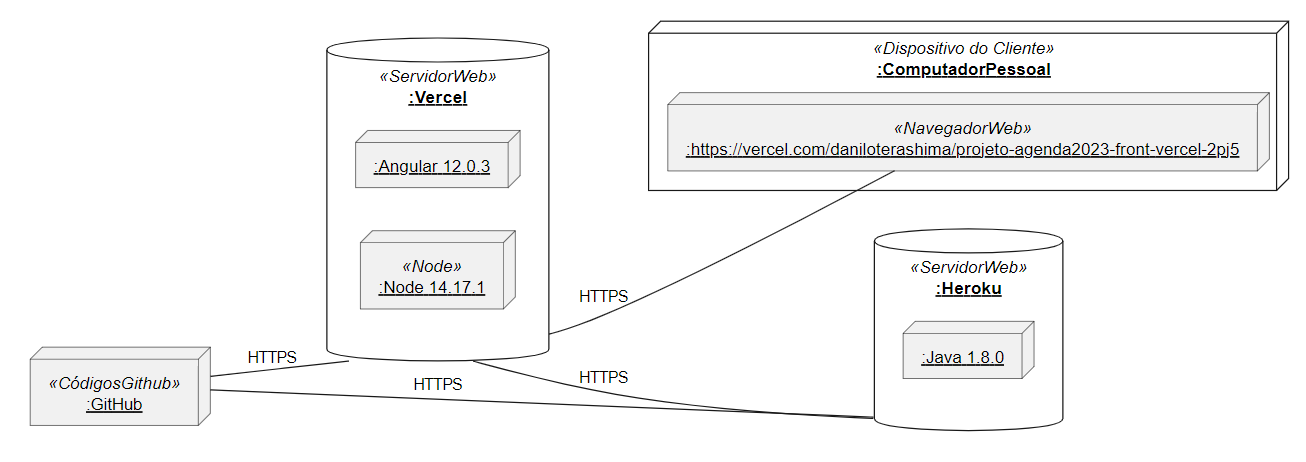 «ServidorWeb»
:Vercel
:Angular 12.0.3
«Node»
:Node 14.17.1
«Dispositivo do Cliente»
:ComputadorPessoal
«NavegadorWeb»
:https://vercel.com/daniloterashima/projeto-agenda2023-front-vercel-2pj5
«ServidorWeb»
:Heroku
:Java 1.8.0
«CódigosGithub»
:GitHub
HTTPS
HTTPS
HTTPS
HTTPS